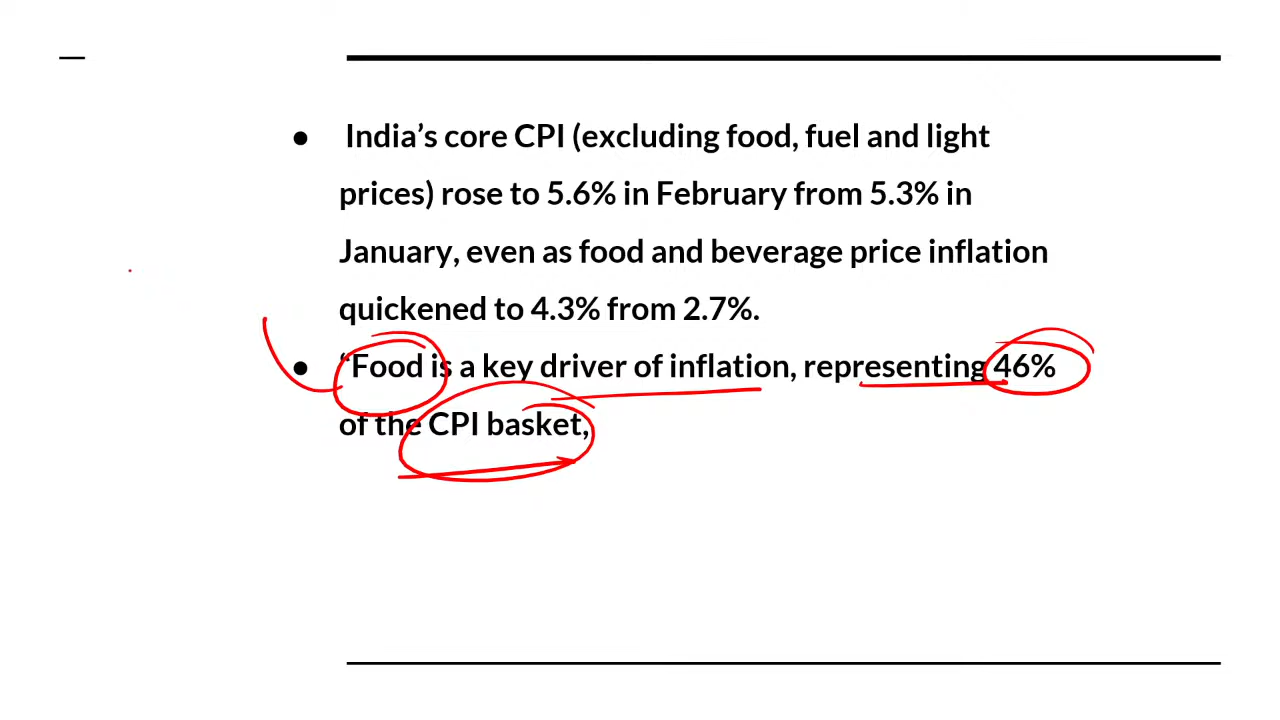 ● India’s core CPI (excluding food, fuel and light
prices) rose to 5.6% in February from 5.3% in
January, even as food and beverage price inflation
quickened to 4.3% from 2.7%.
● “Food is a key driver of inflation, representing 46%
of the CPI basket,